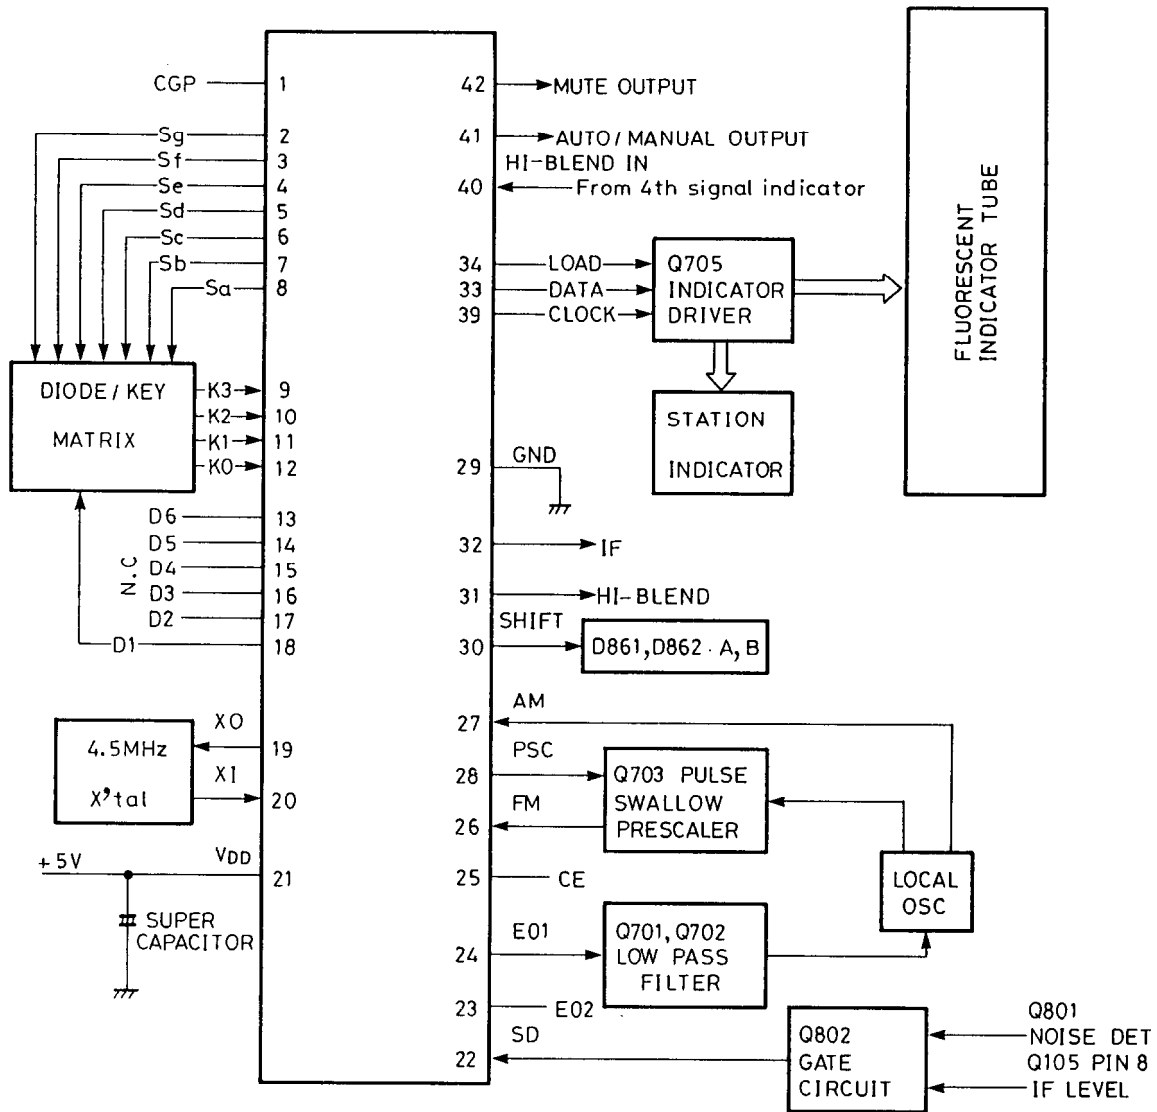 CGP 1
Sg 2
Sf 3
Se 4
Sd 5
Sc 6
Sb 7
Sa 8
DIODE / KEY
MATRIX
K3 9
K2 10
K1 11
K0 12
N.C
D6 13
D5 14
D4 15
D3 16
D2 17
D1 18
4.5MHz
X'tal
XO 19
XI 20
+5V
VDD 21
SUPER
CAPACITOR
42 MUTE OUTPUT
41 AUTO / MANUAL OUTPUT
HI-BLEND IN
40 From 4th signal indicator
34 LOAD
33 DATA
39 CLOCK
Q705
INDICATOR
DRIVER
FLUORESCENT
INDICATOR TUBE
STATION
INDICATOR
GND
29
32 IF
31 HI-BLEND
SHIFT
30 D861,D862 · A, B
AM
27
PSC
28
FM
26
Q703 PULSE
SWALLOW
PRESCALER
25 CE
LOCAL
OSC
EO1
24
Q701, Q702
LOW PASS
FILTER
23 EO2
SD
22
Q802
GATE
CIRCUIT
Q801
NOISE DET
Q105 PIN 8
IF LEVEL